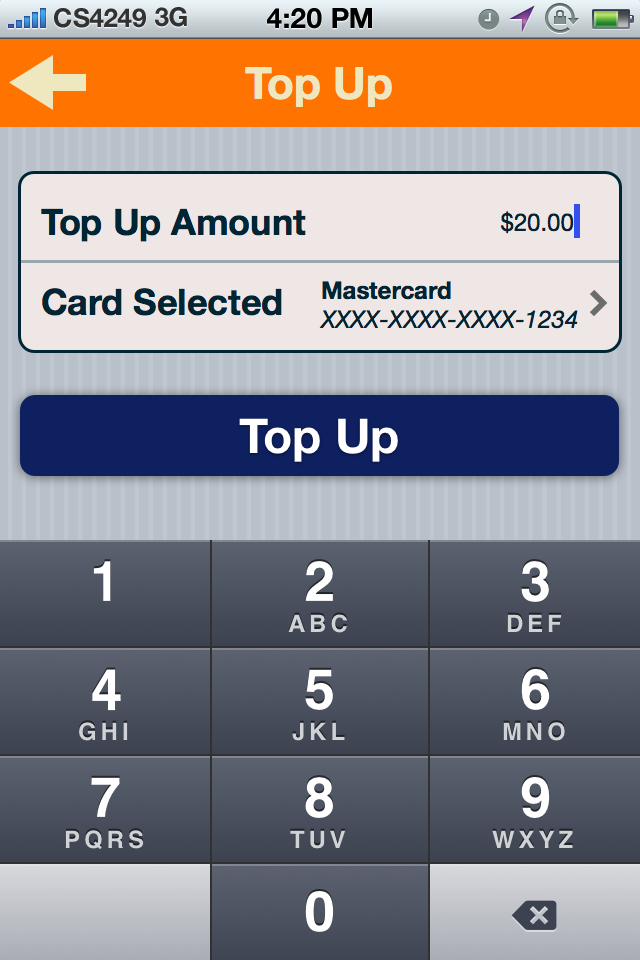 CS4249 3G 4:20 PM
Top Up
Top Up Amount $20.00
Card Selected Mastercard
XXXX-XXXX-XXXX-1234
Top Up
1 2 3
ABC DEF
4 5 6
GHI JKL MNO
7 8 9
PQRS TUV WXYZ
0